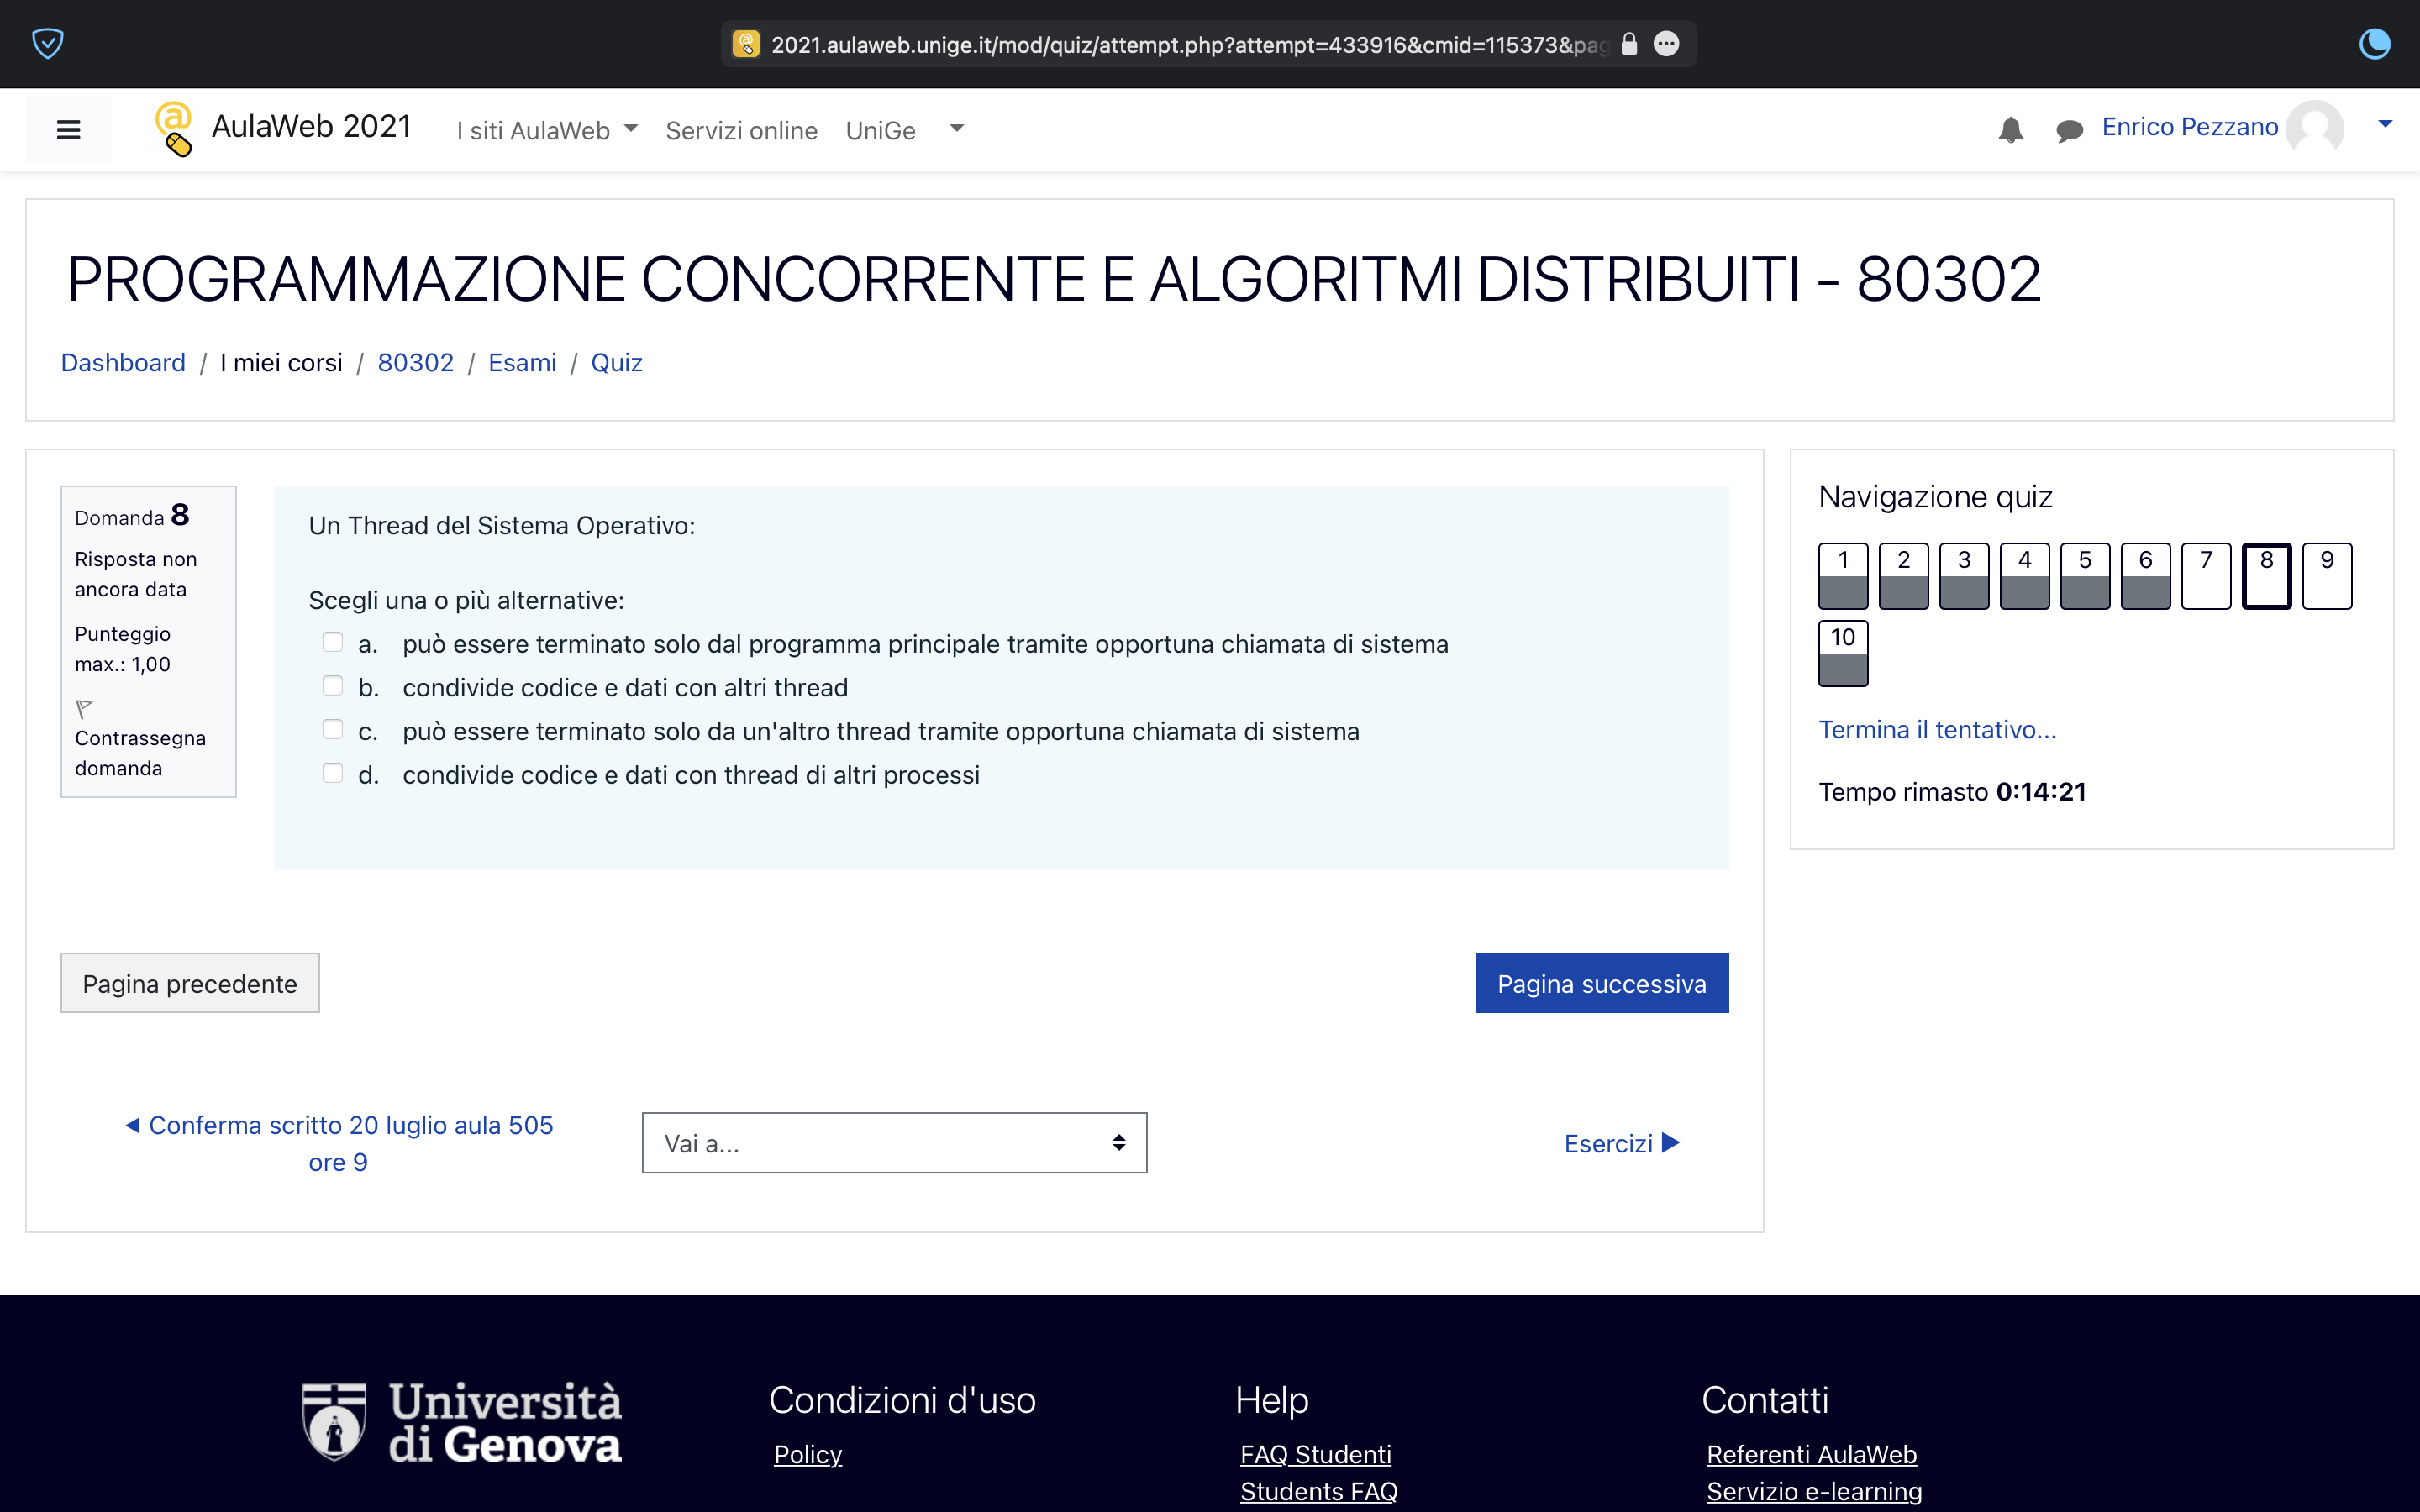 2021.aulaweb.unige.it/mod/quiz/attempt.php?attempt=433916&cmid=115373&pag
AulaWeb 2021
I siti AulaWeb
Servizi online
UniGe
Enrico Pezzano
PROGRAMMAZIONE CONCORRENTE E ALGORITMI DISTRIBUITI - 80302
Dashboard / I miei corsi / 80302 / Esami / Quiz
Domanda 8
Risposta non
ancora data
Punteggio
max.: 1,00
Contrassegna
domanda
Un Thread del Sistema Operativo:
Scegli una o più alternative:
a. può essere terminato solo dal programma principale tramite opportuna chiamata di sistema
b. condivide codice e dati con altri thread
c. può essere terminato solo da un'altro thread tramite opportuna chiamata di sistema
d. condivide codice e dati con thread di altri processi
Pagina precedente
Pagina successiva
Navigazione quiz
1 2 3 4 5 6 7 8 9
10
Termina il tentativo...
Tempo rimasto 0:14:21
Conferma scritto 20 luglio aula 505
ore 9
Vai a...
Esercizi
Università
di Genova
Condizioni d'uso
Policy
Help
FAQ Studenti
Students FAQ
Contatti
Referenti AulaWeb
Servizio e-learning